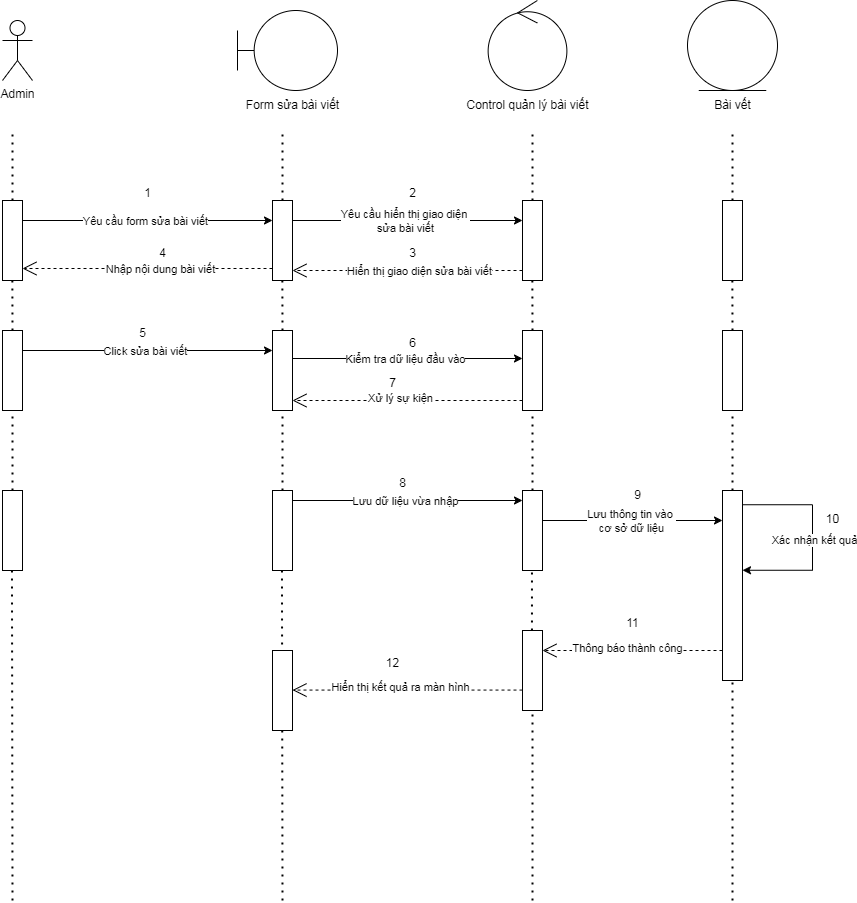 Admin
Form sửa bài viết
Control quản lý bài viết
Bài vết
1
Yêu cầu form sửa bài viết
2
Yêu cầu hiển thị giao diện
sửa bài viết
4
Nhập nội dung bài viết
3
Hiển thị giao diện sửa bài viết
5
Click sửa bài viết
6
Kiểm tra dữ liệu đầu vào
7
Xử lý sự kiện
8
Lưu dữ liệu vừa nhập
9
Lưu thông tin vào
cơ sở dữ liệu
10
Xác nhận kết quả
11
Thông báo thành công
12
Hiển thị kết quả ra màn hình